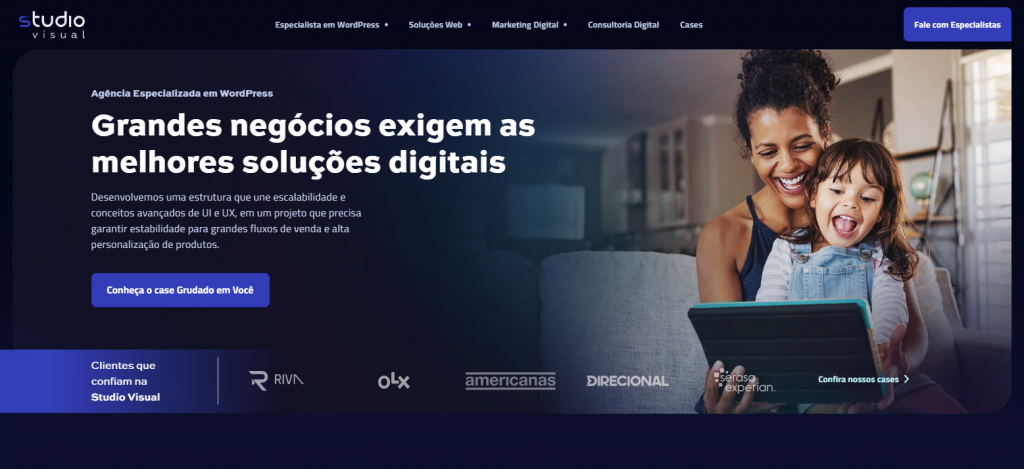 studio
visual
Especialista em WordPress •
Soluções Web •
Marketing Digital •
Consultoria Digital
Cases
Fale com Especialistas
Agência Especializada em WordPress
Grandes negócios exigem as
melhores soluções digitais
Desenvolvemos uma estrutura que une escalabilidade e
conceitos avançados de UI e UX, em um projeto que precisa
garantir estabilidade para grandes fluxos de venda e alta
personalização de produtos.
Conheça o case Grudado em Você
Clientes que
confiam na
Studio Visual
RIVA
OLX
americanas
DIRECIONAL
serasa
experian.
Confira nossos cases